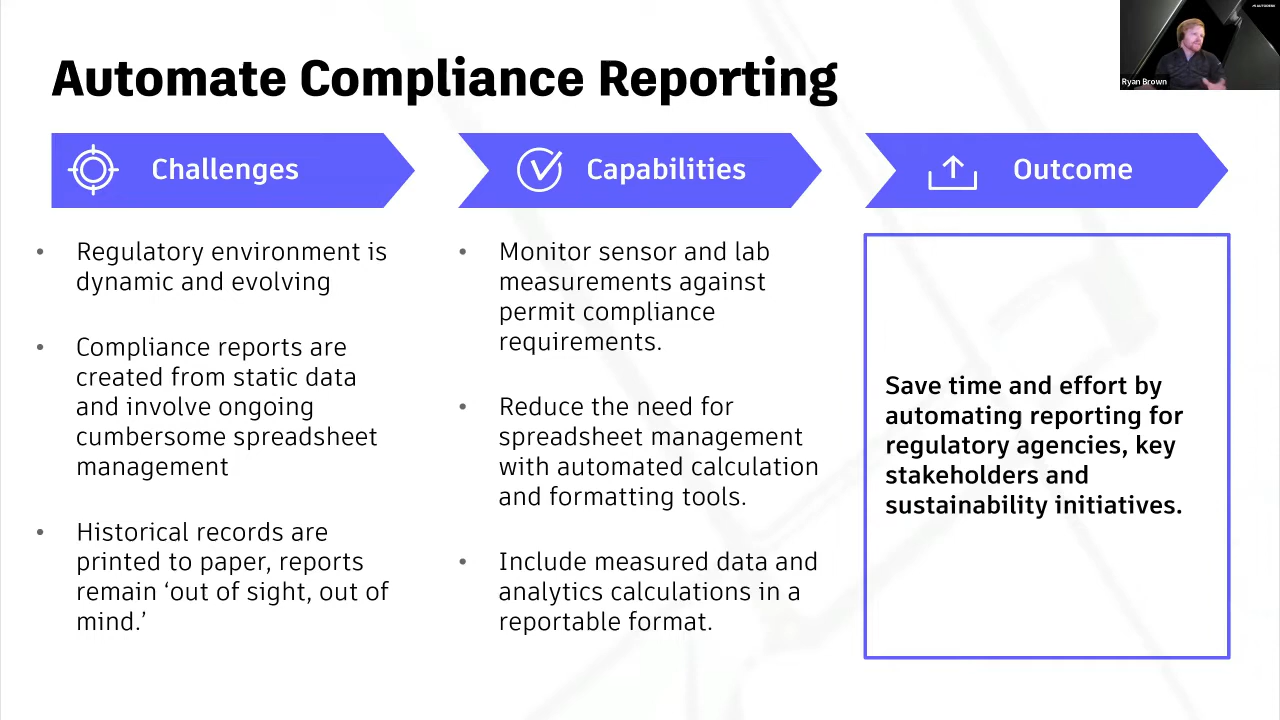 Automate Compliance Reporting
AUTODESK
Ryan Brown
Challenges
Regulatory environment is
dynamic and evolving
Compliance reports are
created from static data
and involve ongoing
cumbersome spreadsheet
management
Historical records are
printed to paper, reports
remain ‘out of sight, out of
mind.’
Capabilities
Monitor sensor and lab
measurements against
permit compliance
requirements.
Reduce the need for
spreadsheet management
with automated calculation
and formatting tools.
Include measured data and
analytics calculations in a
reportable format.
Outcome
Save time and effort by
automating reporting for
regulatory agencies, key
stakeholders and
sustainability initiatives.